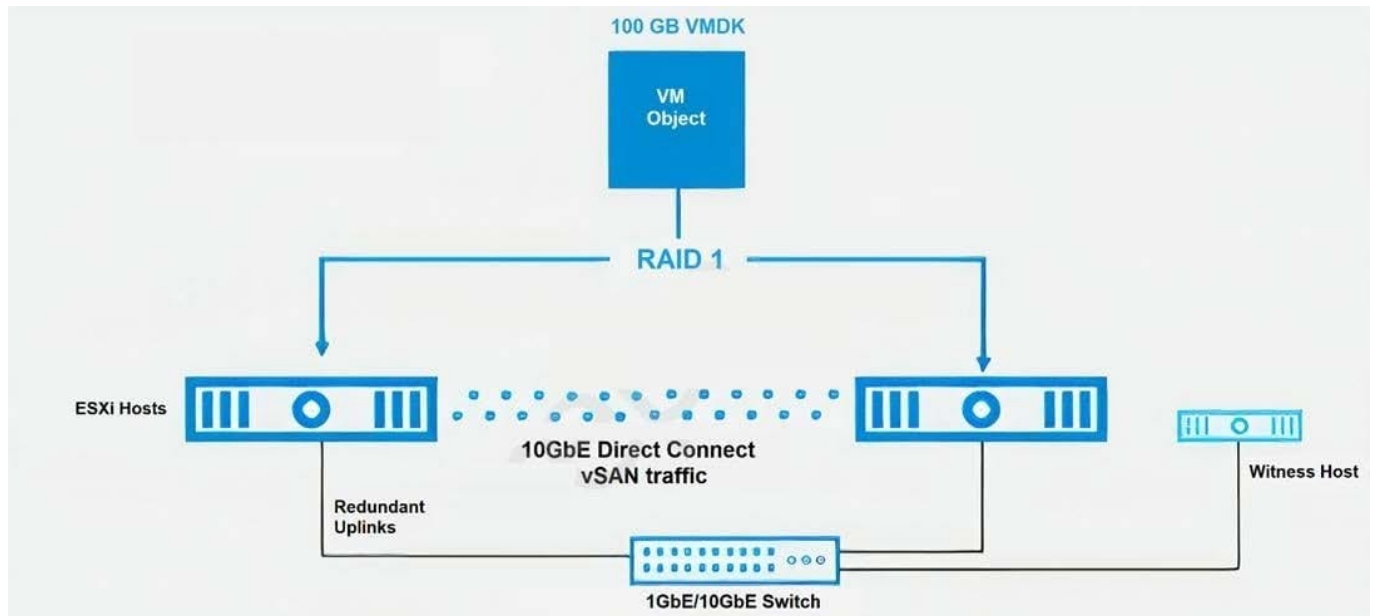 100 GB VMDK
VM
Object
RAID 1
ESXi Hosts
10GbE Direct Connect
vSAN traffic
Witness Host
Redundant
Uplinks
1GbE/10GbE Switch